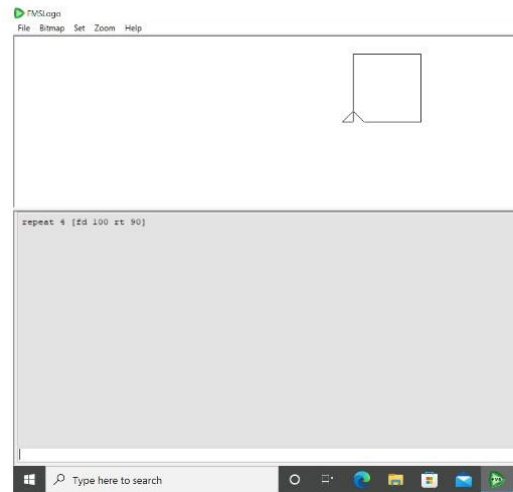 FMSLogo
File Bitmap Set Zoom Help
repeat 4 [fd 100 rt 90]
Type here to search